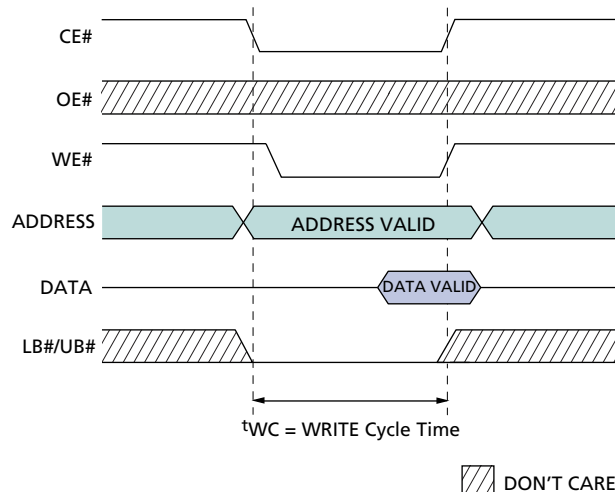 CE#
OE#
WE#
ADDRESS
ADDRESS VALID
DATA
DATA VALID
LB#/UB#
tWC = WRITE Cycle Time
DON'T CARE